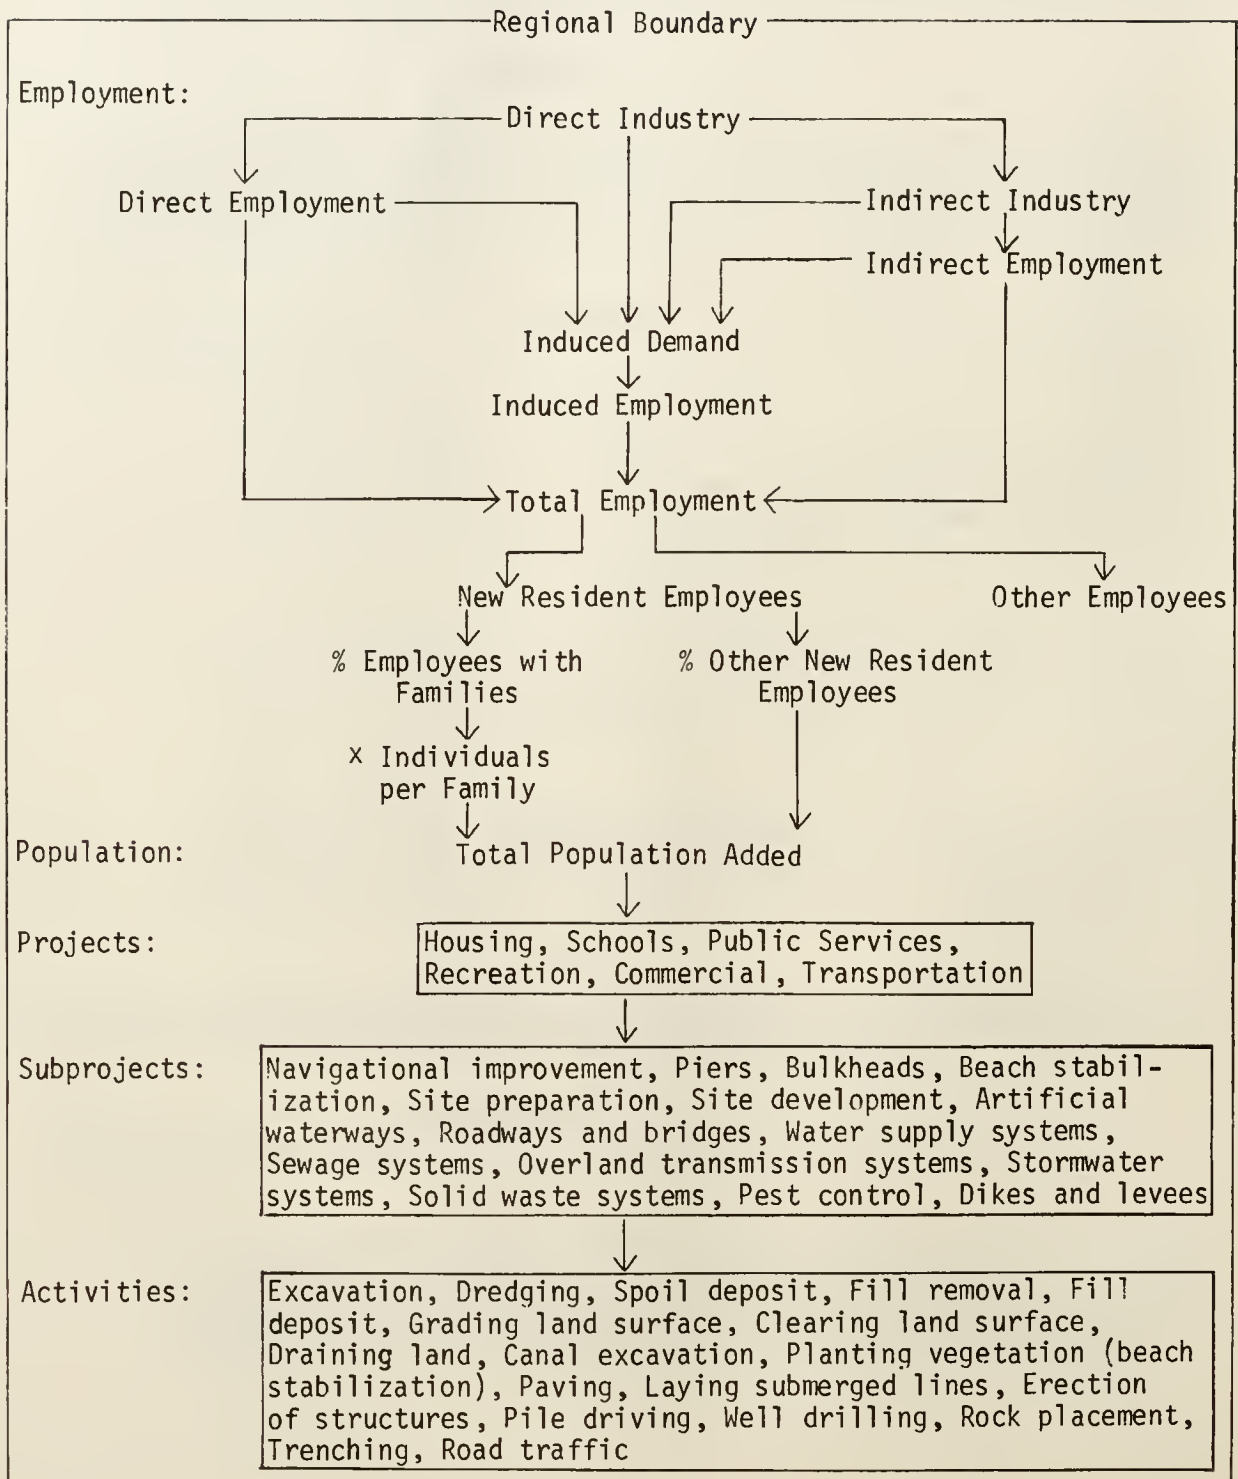 Regional Boundary
Employment:
Direct Industry
Direct Employment
Indirect Industry
Indirect Employment
Induced Demand
Induced Employment
Total Employment
New Resident Employees
Other Employees
% Employees with
Families
% Other New Resident
Employees
x Individuals
per Family
Population:
Total Population Added
Projects:
Housing, Schools, Public Services,
Recreation, Commercial, Transportation
Subprojects:
Navigational improvement, Piers, Bulkheads, Beach stabil-
ization, Site preparation, Site development, Artificial
waterways, Roadways and bridges, Water supply systems,
Sewage systems, Overland transmission systems, Stormwater
systems, Solid waste systems, Pest control, Dikes and levees
Activities:
Excavation, Dredging, Spoil deposit, Fill removal, Fill
deposit, Grading land surface, Clearing land surface,
Draining land, Canal excavation, Planting vegetation (beach
stabilization), Paving, Laying submerged lines, Erection
of structures, Pile driving, Well drilling, Rock placement,
Trenching, Road traffic